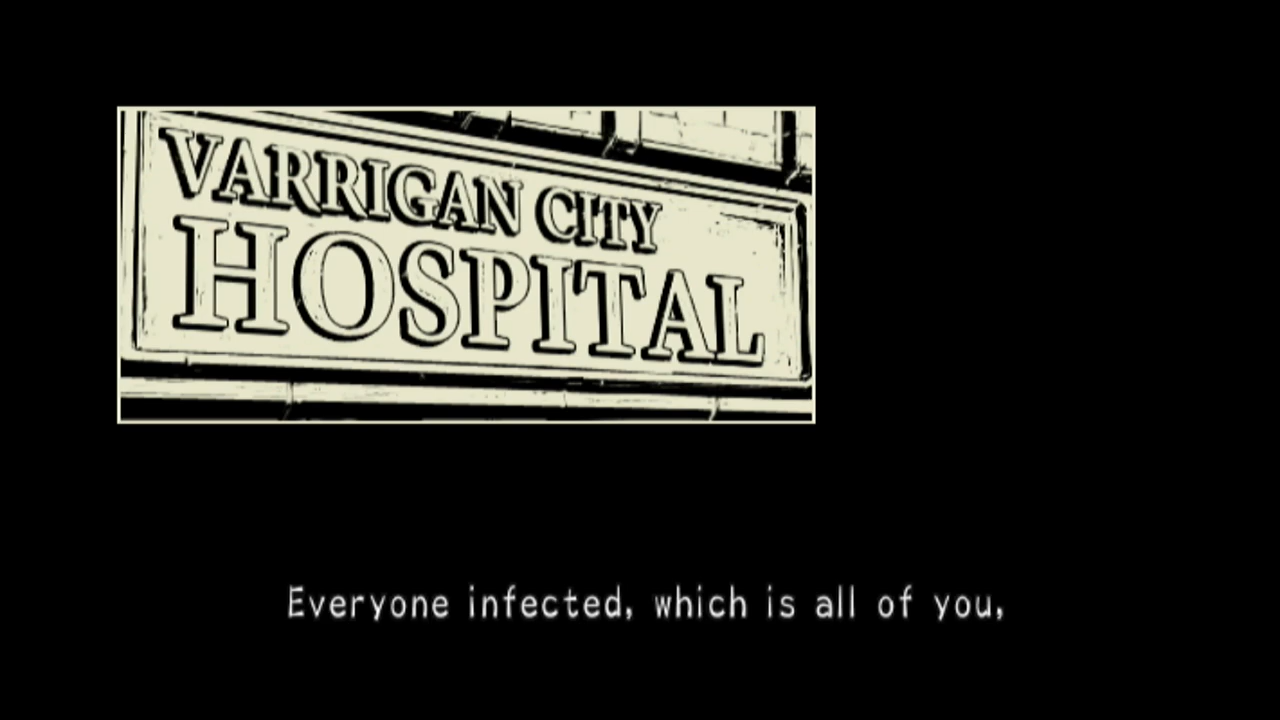 VARRIGAN CITY
HOSPITAL
Everyone infected, which is all of you,